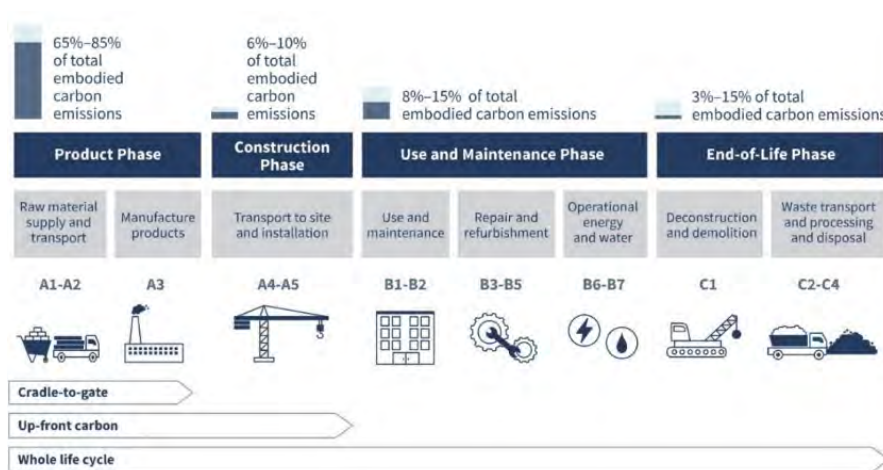 65%–85%
of total
embodied
carbon
emissions
6%–10%
of total
embodied
carbon
emissions
8%–15% of total
embodied carbon emissions
3%–15% of total
embodied carbon emissions
Product Phase
Construction
Phase
Use and Maintenance Phase
End-of-Life Phase
Raw material
supply and
transport
Manufacture
products
Transport to site
and installation
Use and
maintenance
Repair and
refurbishment
Operational
energy
and water
Deconstruction
and demolition
Waste transport
and processing
and disposal
A1-A2
A3
A4-A5
B1-B2
B3-B5
B6-B7
C1
C2-C4
Cradle-to-gate
Up-front carbon
Whole life cycle